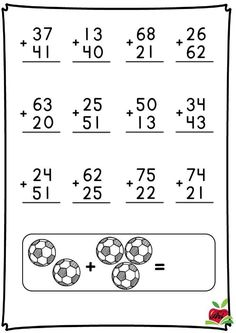 37 13 68 26
+ + + +
41 40 21 62
63 25 50 34
+ + + +
20 51 13 43
24 62 75 74
+ + + +
51 25 22 21
+ =